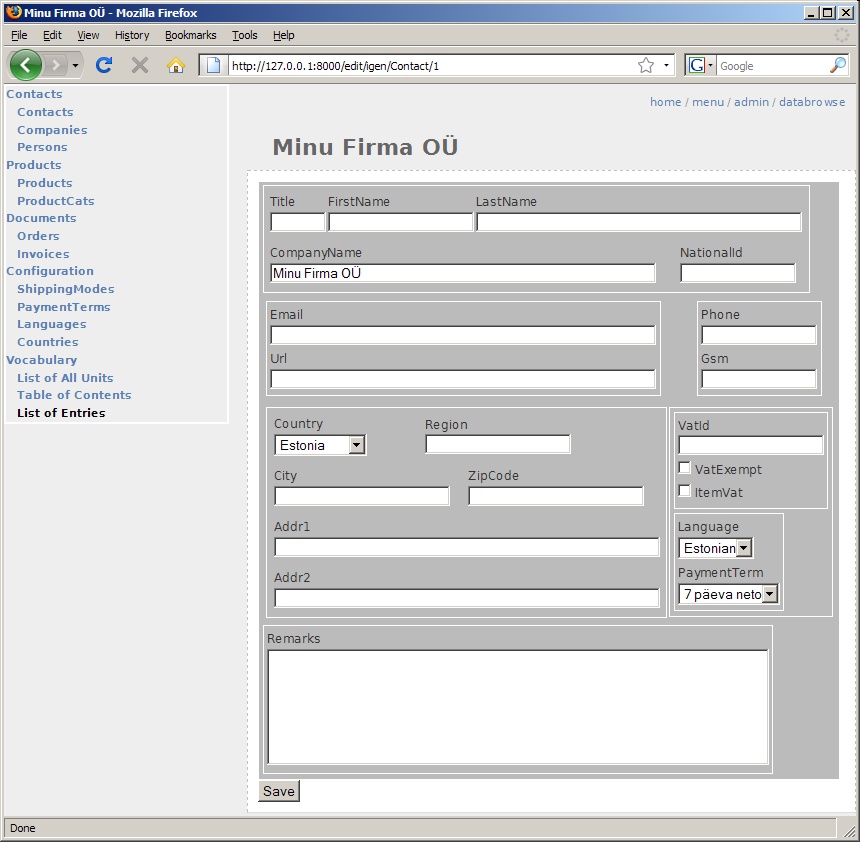 Minu Firma OÜ - Mozilla Firefox
File Edit View History Bookmarks Tools Help
http://127.0.0.1:8000/edit/igen/Contact/1
G Google
Contacts
Contacts
Companies
Persons
Products
Products
ProductCats
Documents
Orders
Invoices
Configuration
ShippingModes
PaymentTerms
Languages
Countries
Vocabulary
List of All Units
Table of Contents
List of Entries
home / menu / admin / databrowse
Minu Firma OÜ
Title FirstName LastName
CompanyName NationalId
Minu Firma OÜ
Email Phone
Url Gsm
Country Region VatId
Estonia
VatExempt
City ZipCode
ItemVat
Addr1 Language
Estonian
PaymentTerm
Addr2
7 päeva neto
Remarks
Save
Done